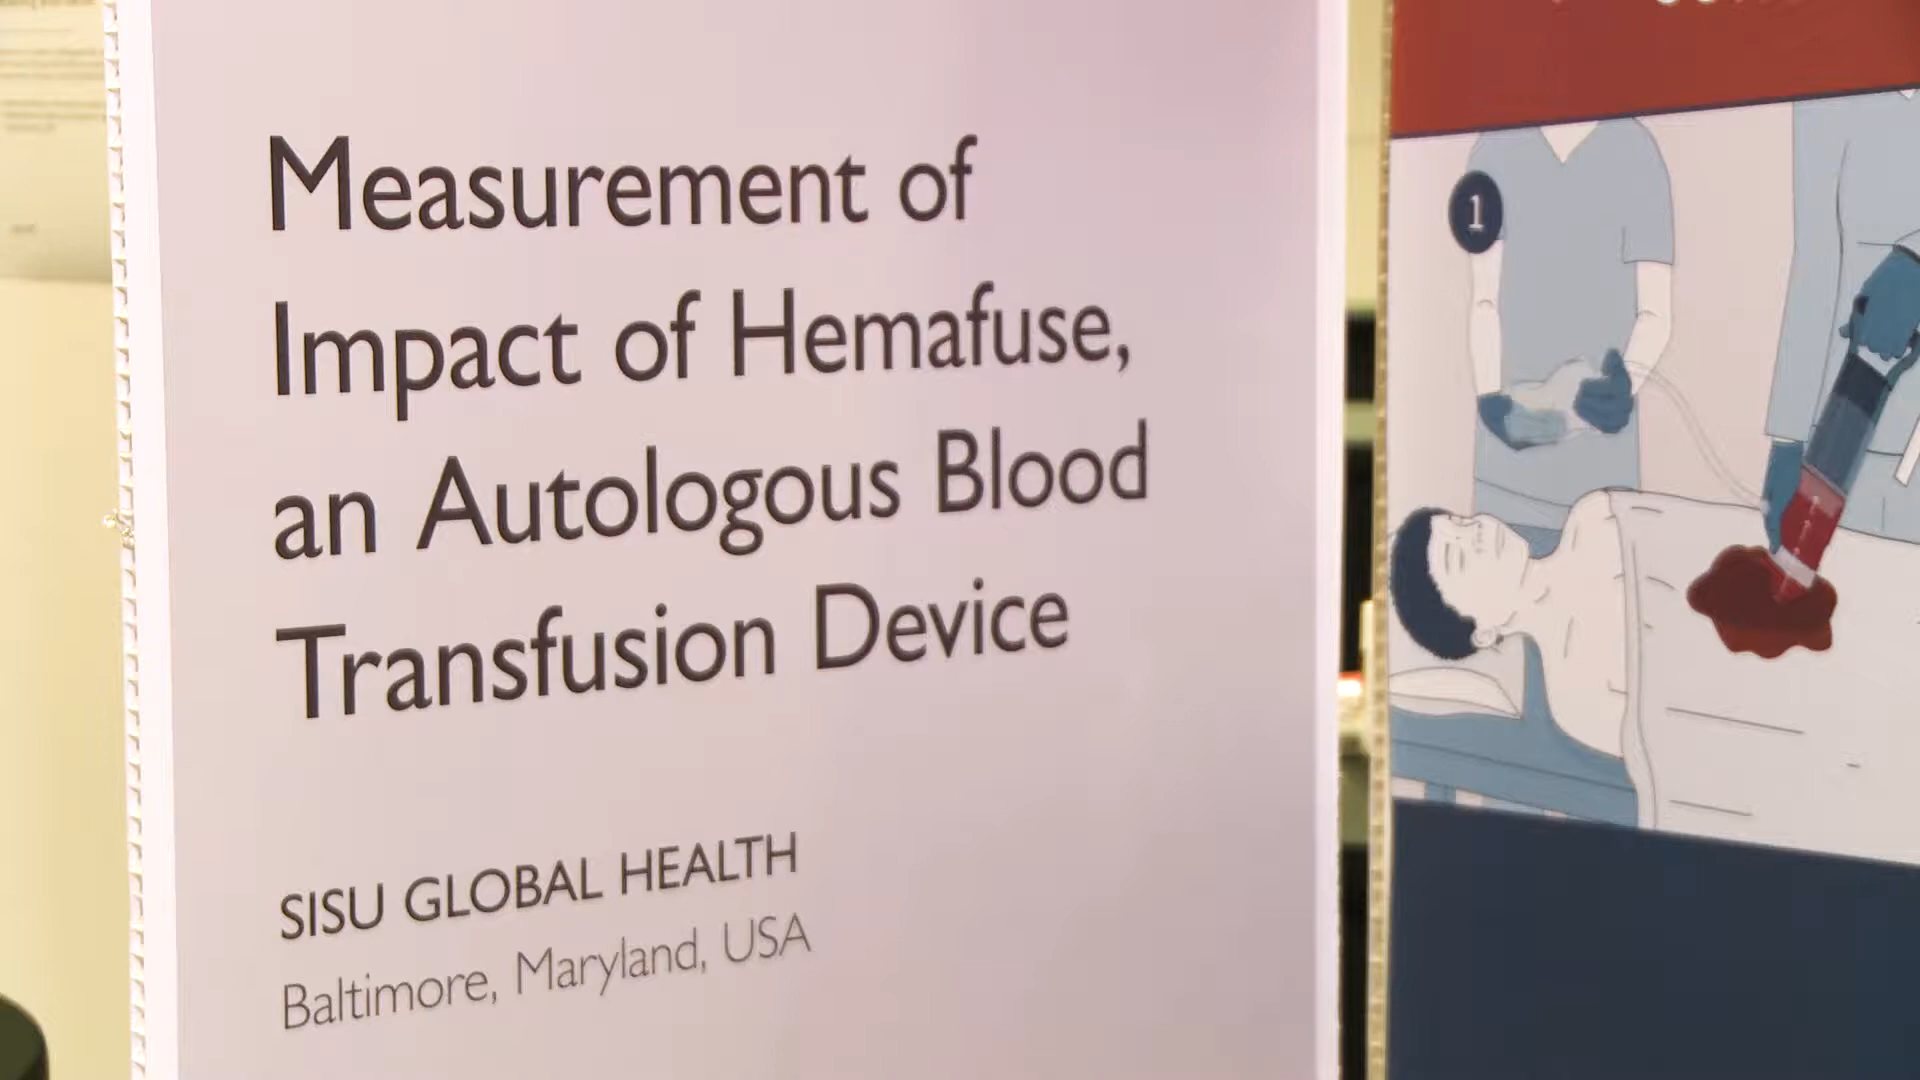 Measurement of
Impact of Hemafuse,
an Autologous Blood
Transfusion Device
SISU GLOBAL HEALTH
Baltimore, Maryland, USA
1